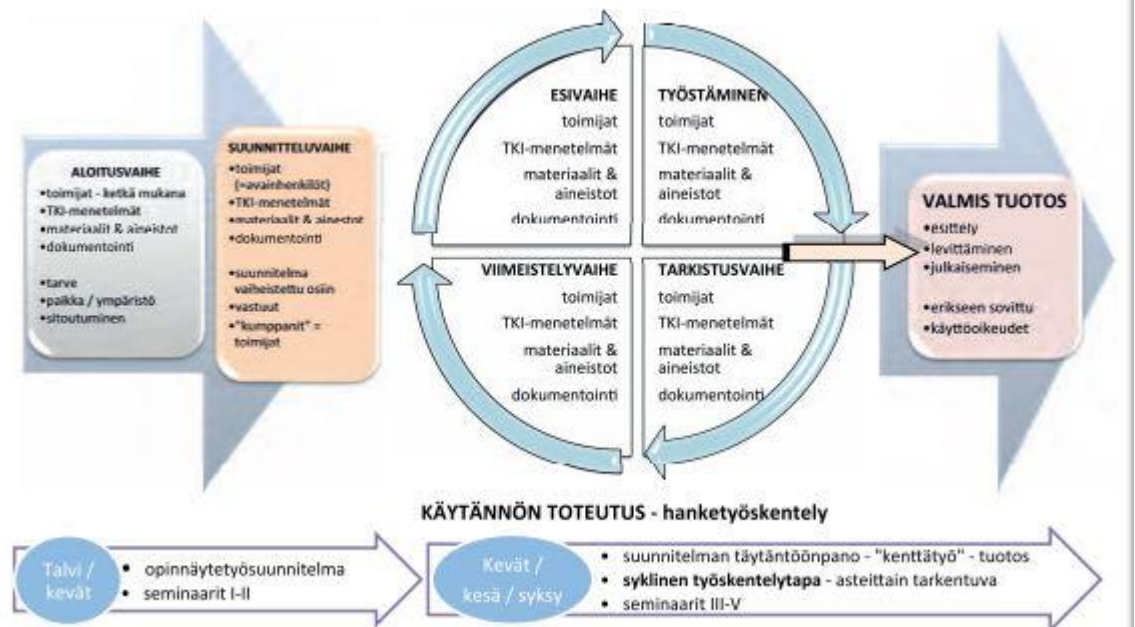 ALOITUSVAIHE
•toimijat - ketkä mukana
•TKI-menetelmät
•materiaalit & aineistot
•dokumentointi
•tarve
•paikka / ympäristö
•sitoutuminen
SUUNNITTELUVAIHE
•toimijat
(=avainhenkilöt)
•TKI-menetelmät
•materiaalit & ainestot
•dokumentointi
•suunnitelma
vaiheistettu osiin
•vastuut
•"kumppanit" =
toimijat
ESIVAIHE
toimijat
TKI-menetelmät
materiaalit &
aineistot
dokumentointi
TYÖSTÄMINEN
toimijat
TKI-menetelmät
materiaalit &
aineistot
dokumentointi
VIIMEISTELYVAIHE
toimijat
TKI-menetelmät
materiaalit &
aineistot
dokumentointi
TARKISTUSVAIHE
toimijat
TKI-menetelmät
materiaalit &
aineistot
dokumentointi
VALMIS TUOTOS
•esittely
•levittäminen
•julkaiseminen
•erikseen sovittu
•käyttöoikeudet
KÄYTÄNNÖN TOTEUTUS - hanketyöskentely
Talvi /
kevät
• opinnäytetyösuunnitelma
• seminaarit I-II
Kevät /
kesä / syksy
• suunnitelman täytäntöönpano - "kenttätyö" - tuotos
• syklinen työskentelytapa - asteittain tarkentuva
• seminaarit III-V